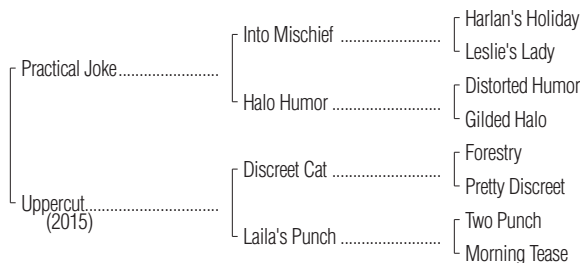 Harlan's Holiday
Into Mischief ......................
Leslie's Lady
Practical Joke......................
Distorted Humor
Halo Humor ........................
Gilded Halo
Forestry
Discreet Cat ........................
Pretty Discreet
Uppercut.............................
(2015)
Two Punch
Laila's Punch ......................
Morning Tease